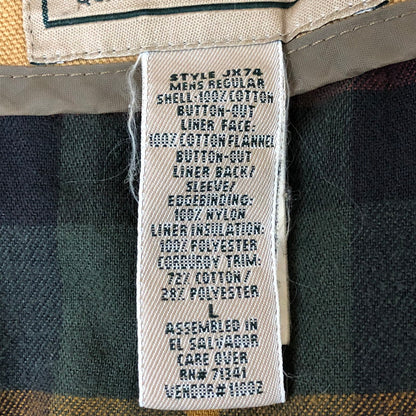 STYLE JX74
MENS REGULAR
SHELL: 100% COTTON
BUTTON-OUT
LINER FACE:
100% COTTON FLANNEL
BUTTON-OUT
LINER BACK/
SLEEVE/
EDGEBINDING:
100% NYLON
LINER INSULATION:
100% POLYESTER
CORDUROY TRIM:
72% COTTON/
28% POLYESTER
L
ASSEMBLED IN
EL SALVADOR
CARE OVER
RN# 71341
VENDOR# 11002